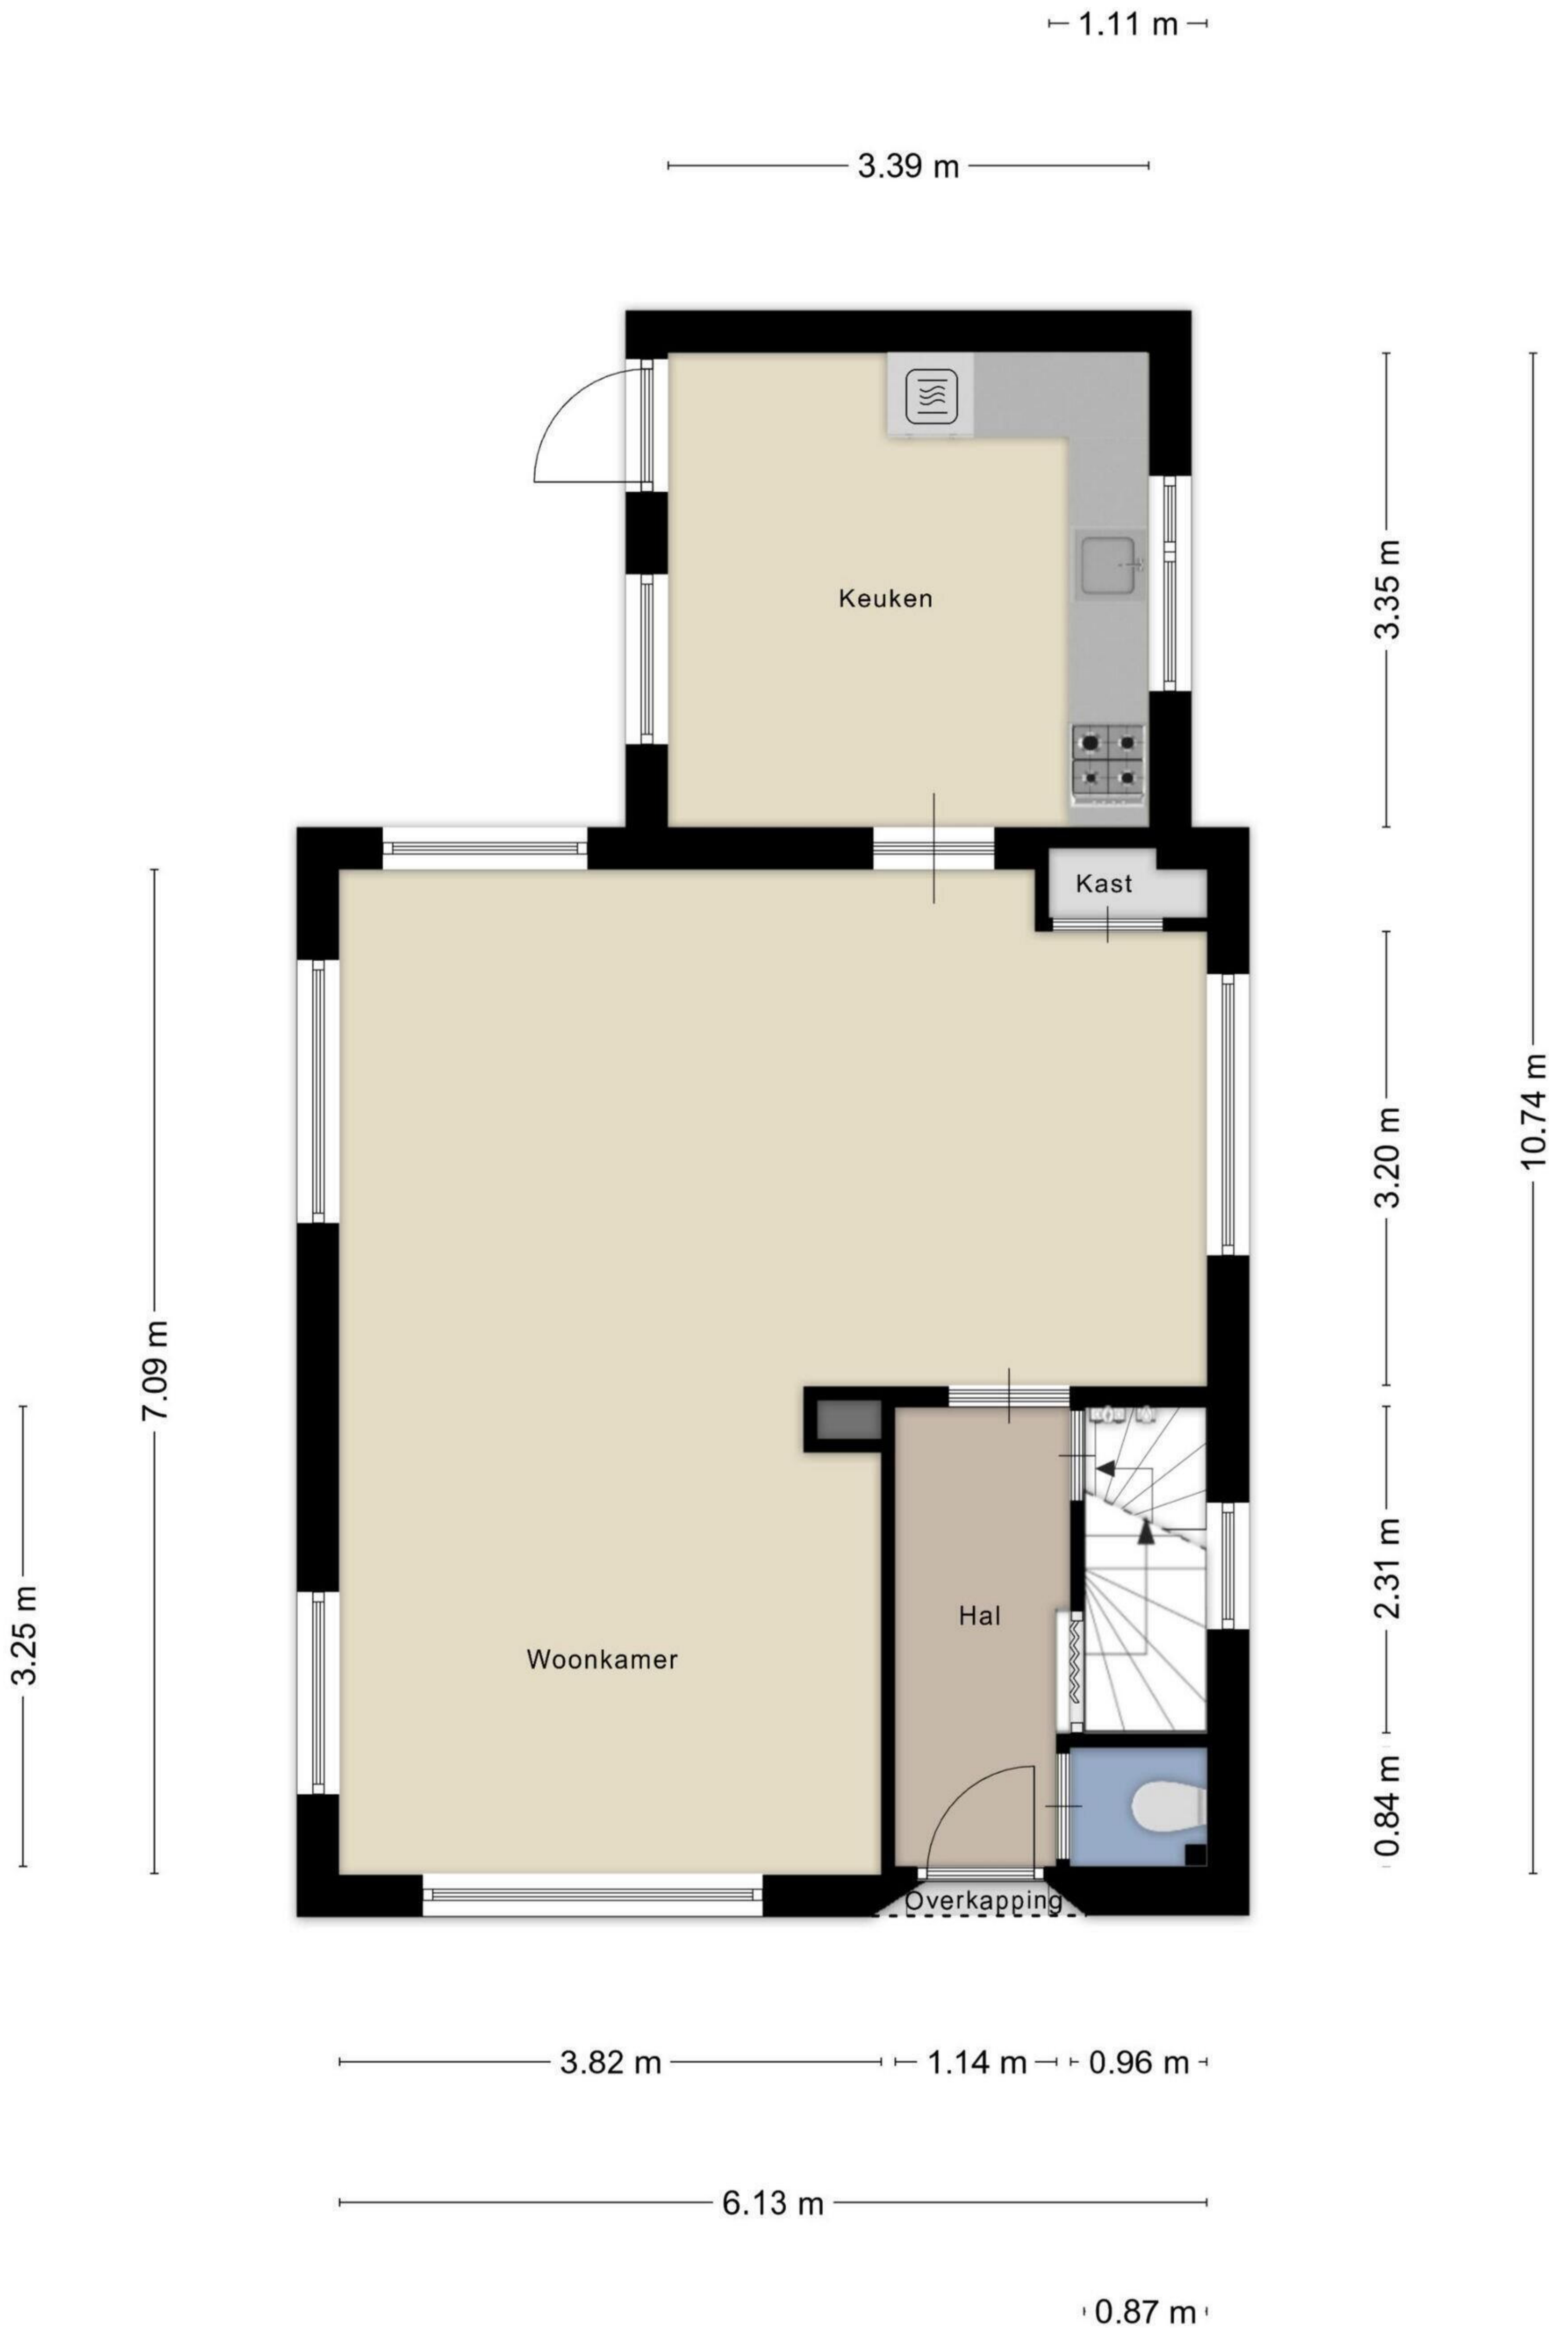 1.11 m
3.39 m
Keuken
3.35 m
Kast
10.74 m
3.20 m
7.09 m
3.25 m
2.31 m
Hal
Woonkamer
0.84 m
Overkapping
3.82 m
1.14 m
0.96 m
6.13 m
0.87 m